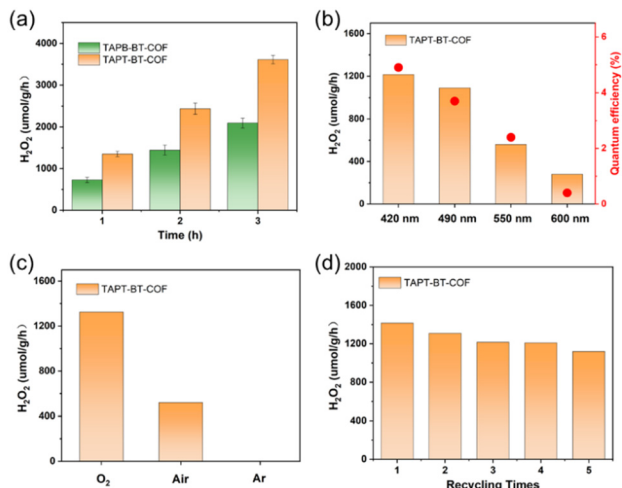 (a)
H₂O₂ (umol/g/h)
4000
3000
2000
1000
0
TAPB-BT-COF
TAPT-BT-COF
1 2 3
Time (h)
(b)
H₂O₂ (umol/g/h)
1600
1200
800
400
0
TAPT-BT-COF
420 nm 490 nm 550 nm 600 nm
6
4
2
0
Quantum efficiency (%)
(c)
H₂O₂ (umol/g/h)
1600
1200
800
400
0
TAPT-BT-COF
O₂ Air Ar
(d)
H₂O₂ (umol/g/h)
2000
1600
1200
800
400
0
TAPT-BT-COF
1 2 3 4 5
Recycling Times